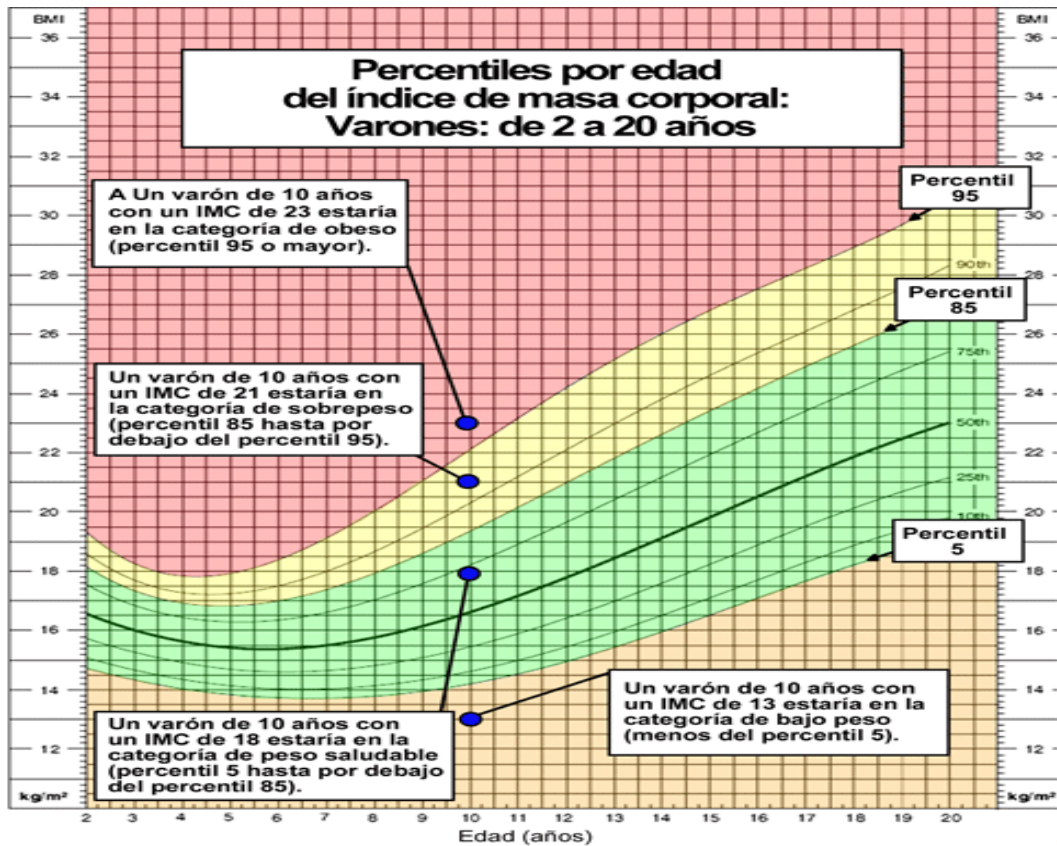 BMI
BMI
Percentiles por edad
del índice de masa corporal:
Varones: de 2 a 20 años
36
34
32
30
28
26
24
22
20
18
16
14
12
kg/m²
36
34
32
30
28
26
24
22
20
18
16
14
12
kg/m²
A Un varón de 10 años
con un IMC de 23 estaría
en la categoría de obeso
(percentil 95 o mayor).
Percentil
95
90th
Percentil
85
75th
Un varón de 10 años con
un IMC de 21 estaría en
la categoría de sobrepeso
(percentil 85 hasta por
debajo del percentil 95).
50th
25th
10th
Percentil
5
Un varón de 10 años con
un IMC de 18 estaría en la
categoría de peso saludable
(percentil 5 hasta por debajo
del percentil 85).
Un varón de 10 años con
un IMC de 13 estaría en la
categoría de bajo peso
(menos del percentil 5).
2 3 4 5 6 7 8 9 10 11 12 13 14 15 16 17 18 19 20
Edad (años)